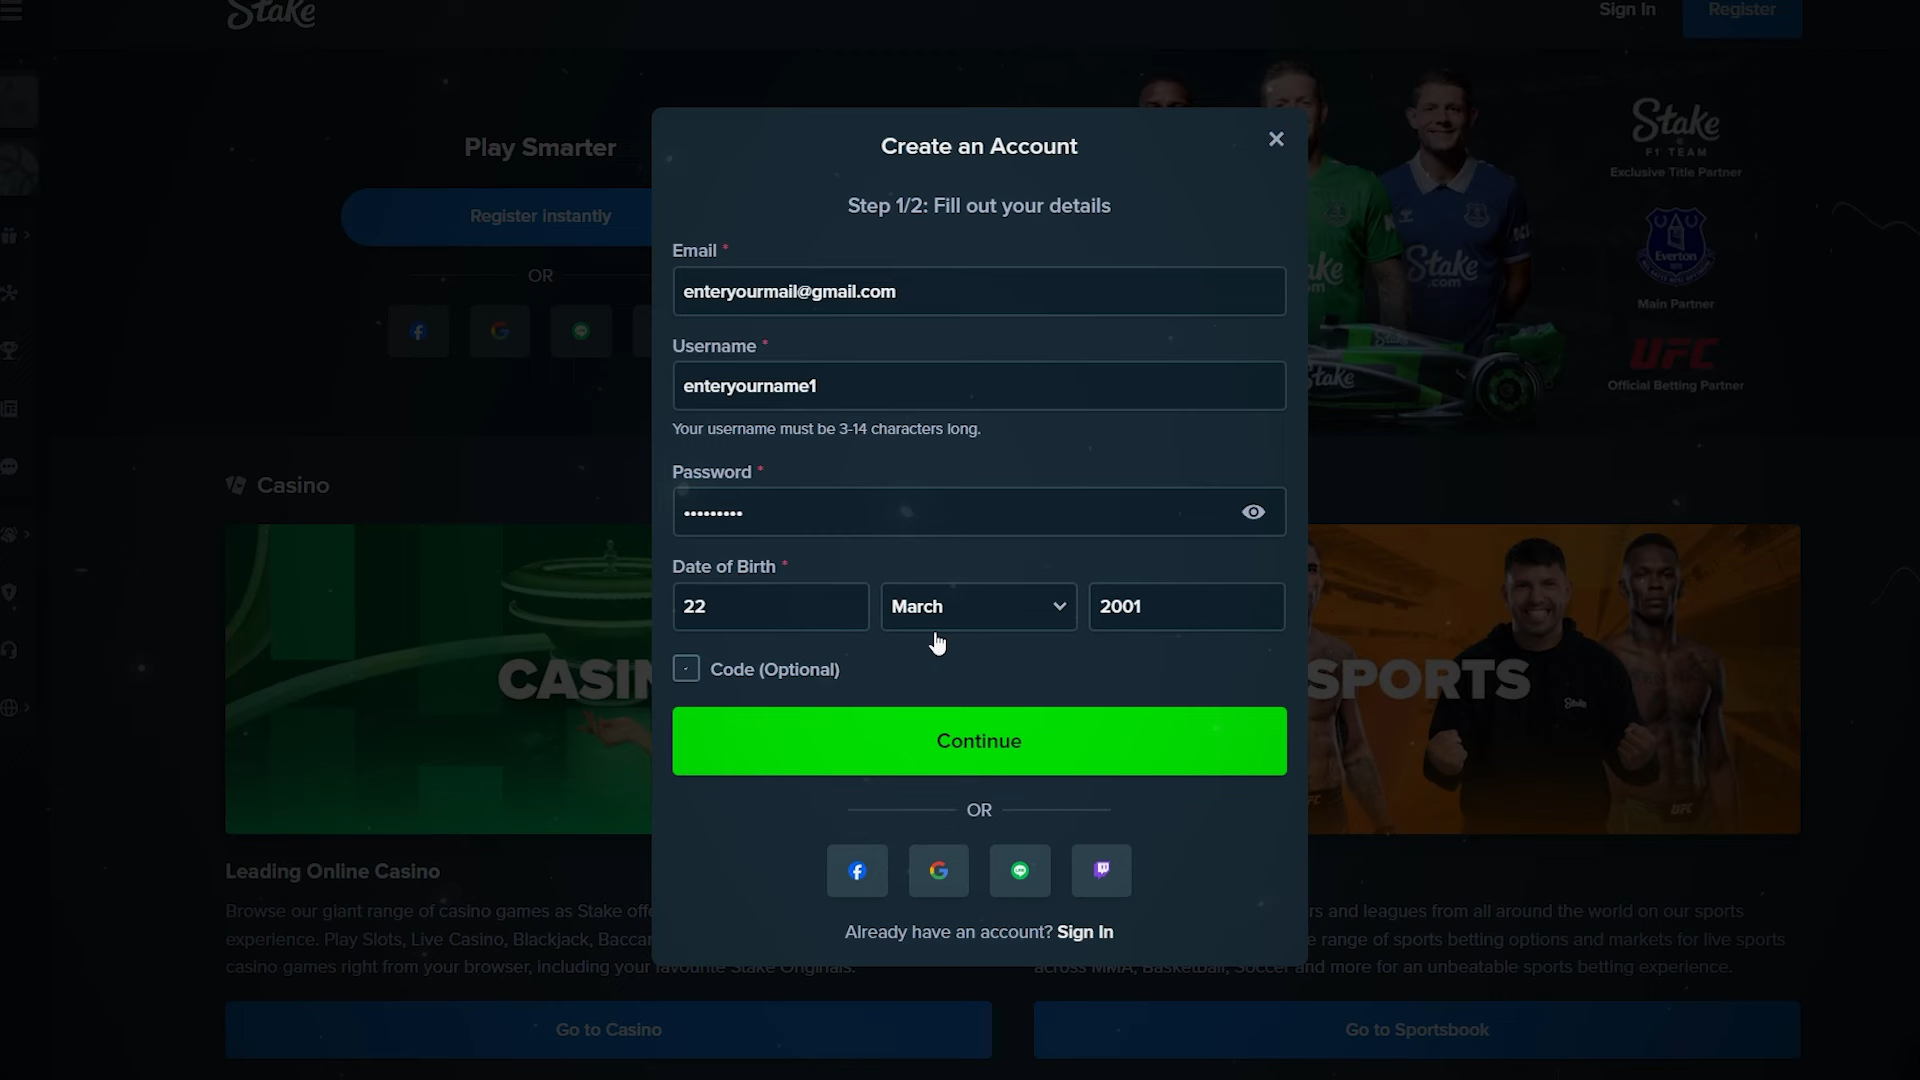 Stake
Sign In
Register
Play Smarter
Register instantly
OR
Create an Account
Step 1/2: Fill out your details
Email *
enteryourmail@gmail.com
Username *
enteryourname1
Your username must be 3-14 characters long.
Password *
•••••••••
Date of Birth *
22
March
2001
Code (Optional)
Continue
OR
Already have an account? Sign In
Stake
F1 TEAM
Exclusive Title Partner
Everton
Main Partner
UFC
Official Betting Partner
Stake
.com
Stake
Casino
CASIN
SPORTS
Stake
UFC
Leading Online Casino
Browse our giant range of casino games as Stake offe
experience. Play Slots, Live Casino, Blackjack, Baccar
casino games right from your browser, including your favourite Stake Originals.
rs and leagues from all around the world on our sports
e range of sports betting options and markets for live sports
across MMA, Basketball, Soccer and more for an unbeatable sports betting experience.
Go to Casino
Go to Sportsbook